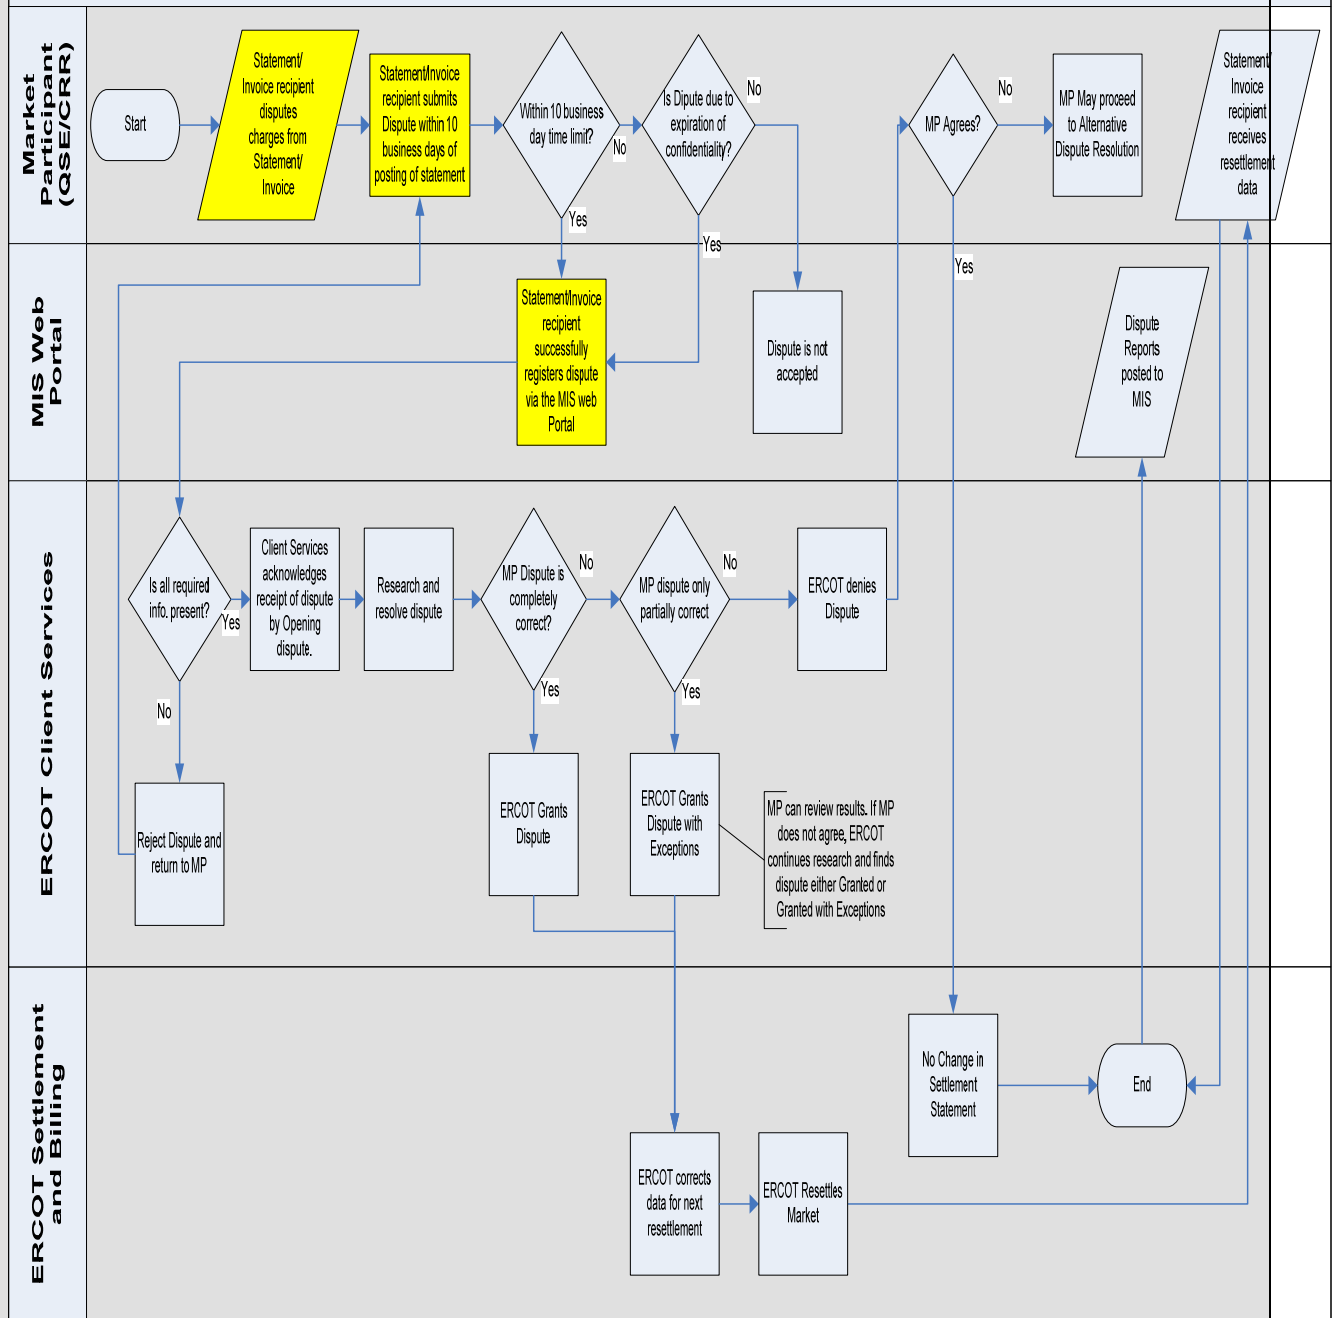 Market
Participant
(QSE/CRR)
Start
Statement/
Invoice recipient
disputes
charges from
Statement/
Invoice
Statement/Invoice
recipient submits
Dispute within 10
business days of
posting of statement
Within 10 business
day time limit?
No
Yes
Is Dipute due to
expiration of
confidentiality?
No
Yes
MP Agrees?
No
Yes
MP May proceed
to Alternative
Dispute Resolution
Statement/
Invoice
recipient
receives
resettlement
data
MIS Web
Portal
Statement/Invoice
recipient
successfully
registers dispute
via the MIS web
Portal
Dispute is not
accepted
Dispute
Reports
posted to
MIS
ERCOT Client Services
Is all required
info. present?
Yes
No
Client Services
acknowledges
receipt of dispute
by Opening
dispute.
Research and
resolve dispute
MP Dispute is
completely
correct?
No
Yes
MP dispute only
partially correct
No
Yes
ERCOT denies
Dispute
Reject Dispute and
return to MP
ERCOT Grants
Dispute
ERCOT Grants
Dispute with
Exceptions
MP can review results. If MP
does not agree, ERCOT
continues research and finds
dispute either Granted or
Granted with Exceptions
ERCOT Settlement
and Billing
No Change in
Settlement
Statement
End
ERCOT corrects
data for next
resettlement
ERCOT Resettles
Market